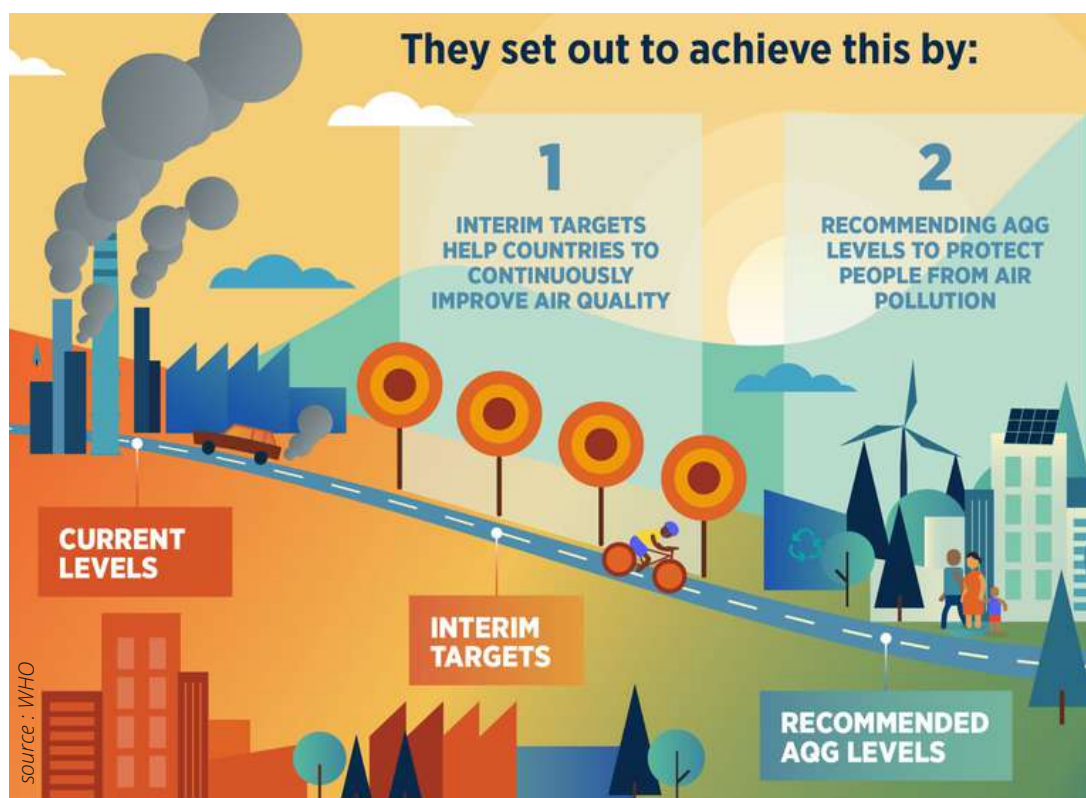 They set out to achieve this by:
1
INTERIM TARGETS
HELP COUNTRIES TO
CONTINUOUSLY
IMPROVE AIR QUALITY
2
RECOMMENDING AQG
LEVELS TO PROTECT
PEOPLE FROM AIR
POLLUTION
CURRENT
LEVELS
INTERIM
TARGETS
RECOMMENDED
AQG LEVELS
source : WHO